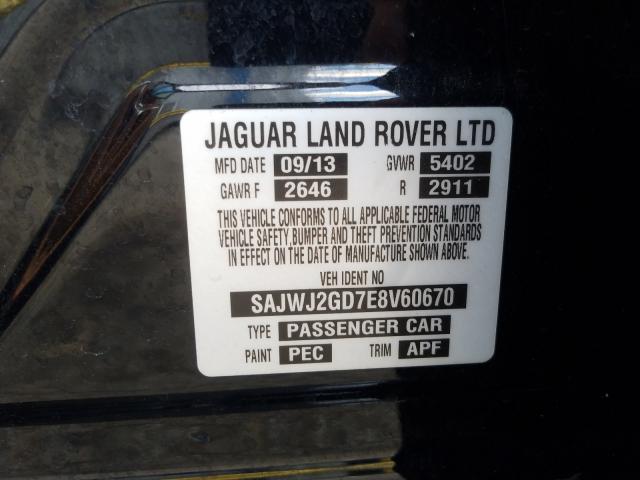 JAGUAR LAND ROVER LTD
MFD DATE 09/13 GVWR 5402
GAWR F 2646 R 2911
THIS VEHICLE CONFORMS TO ALL APPLICABLE FEDERAL MOTOR
VEHICLE SAFETY, BUMPER AND THEFT PREVENTION STANDARDS
IN EFFECT ON THE DATE OF MANUFACTURE SHOWN ABOVE.
VEH IDENT NO
SAJWJ2GD7E8V60670
TYPE PASSENGER CAR
PAINT PEC TRIM APF